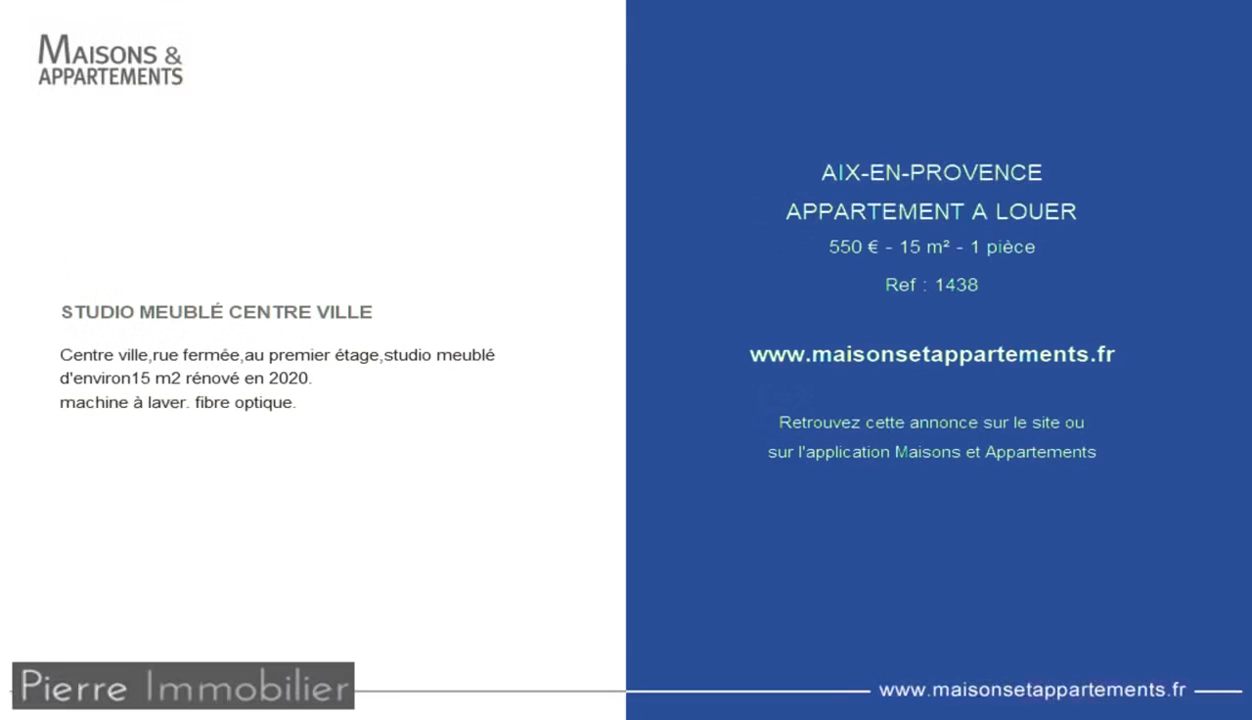 MAISONS &
APPARTEMENTS
STUDIO MEUBLÉ CENTRE VILLE
Centre ville,rue fermée,au premier étage,studio meublé
d'environ15 m2 rénové en 2020.
machine à laver. fibre optique.
Pierre Immobilier
AIX-EN-PROVENCE
APPARTEMENT A LOUER
550 € - 15 m² - 1 pièce
Ref : 1438
www.maisonsetappartements.fr
Retrouvez cette annonce sur le site ou
sur l'application Maisons et Appartements
www.maisonsetappartements.fr